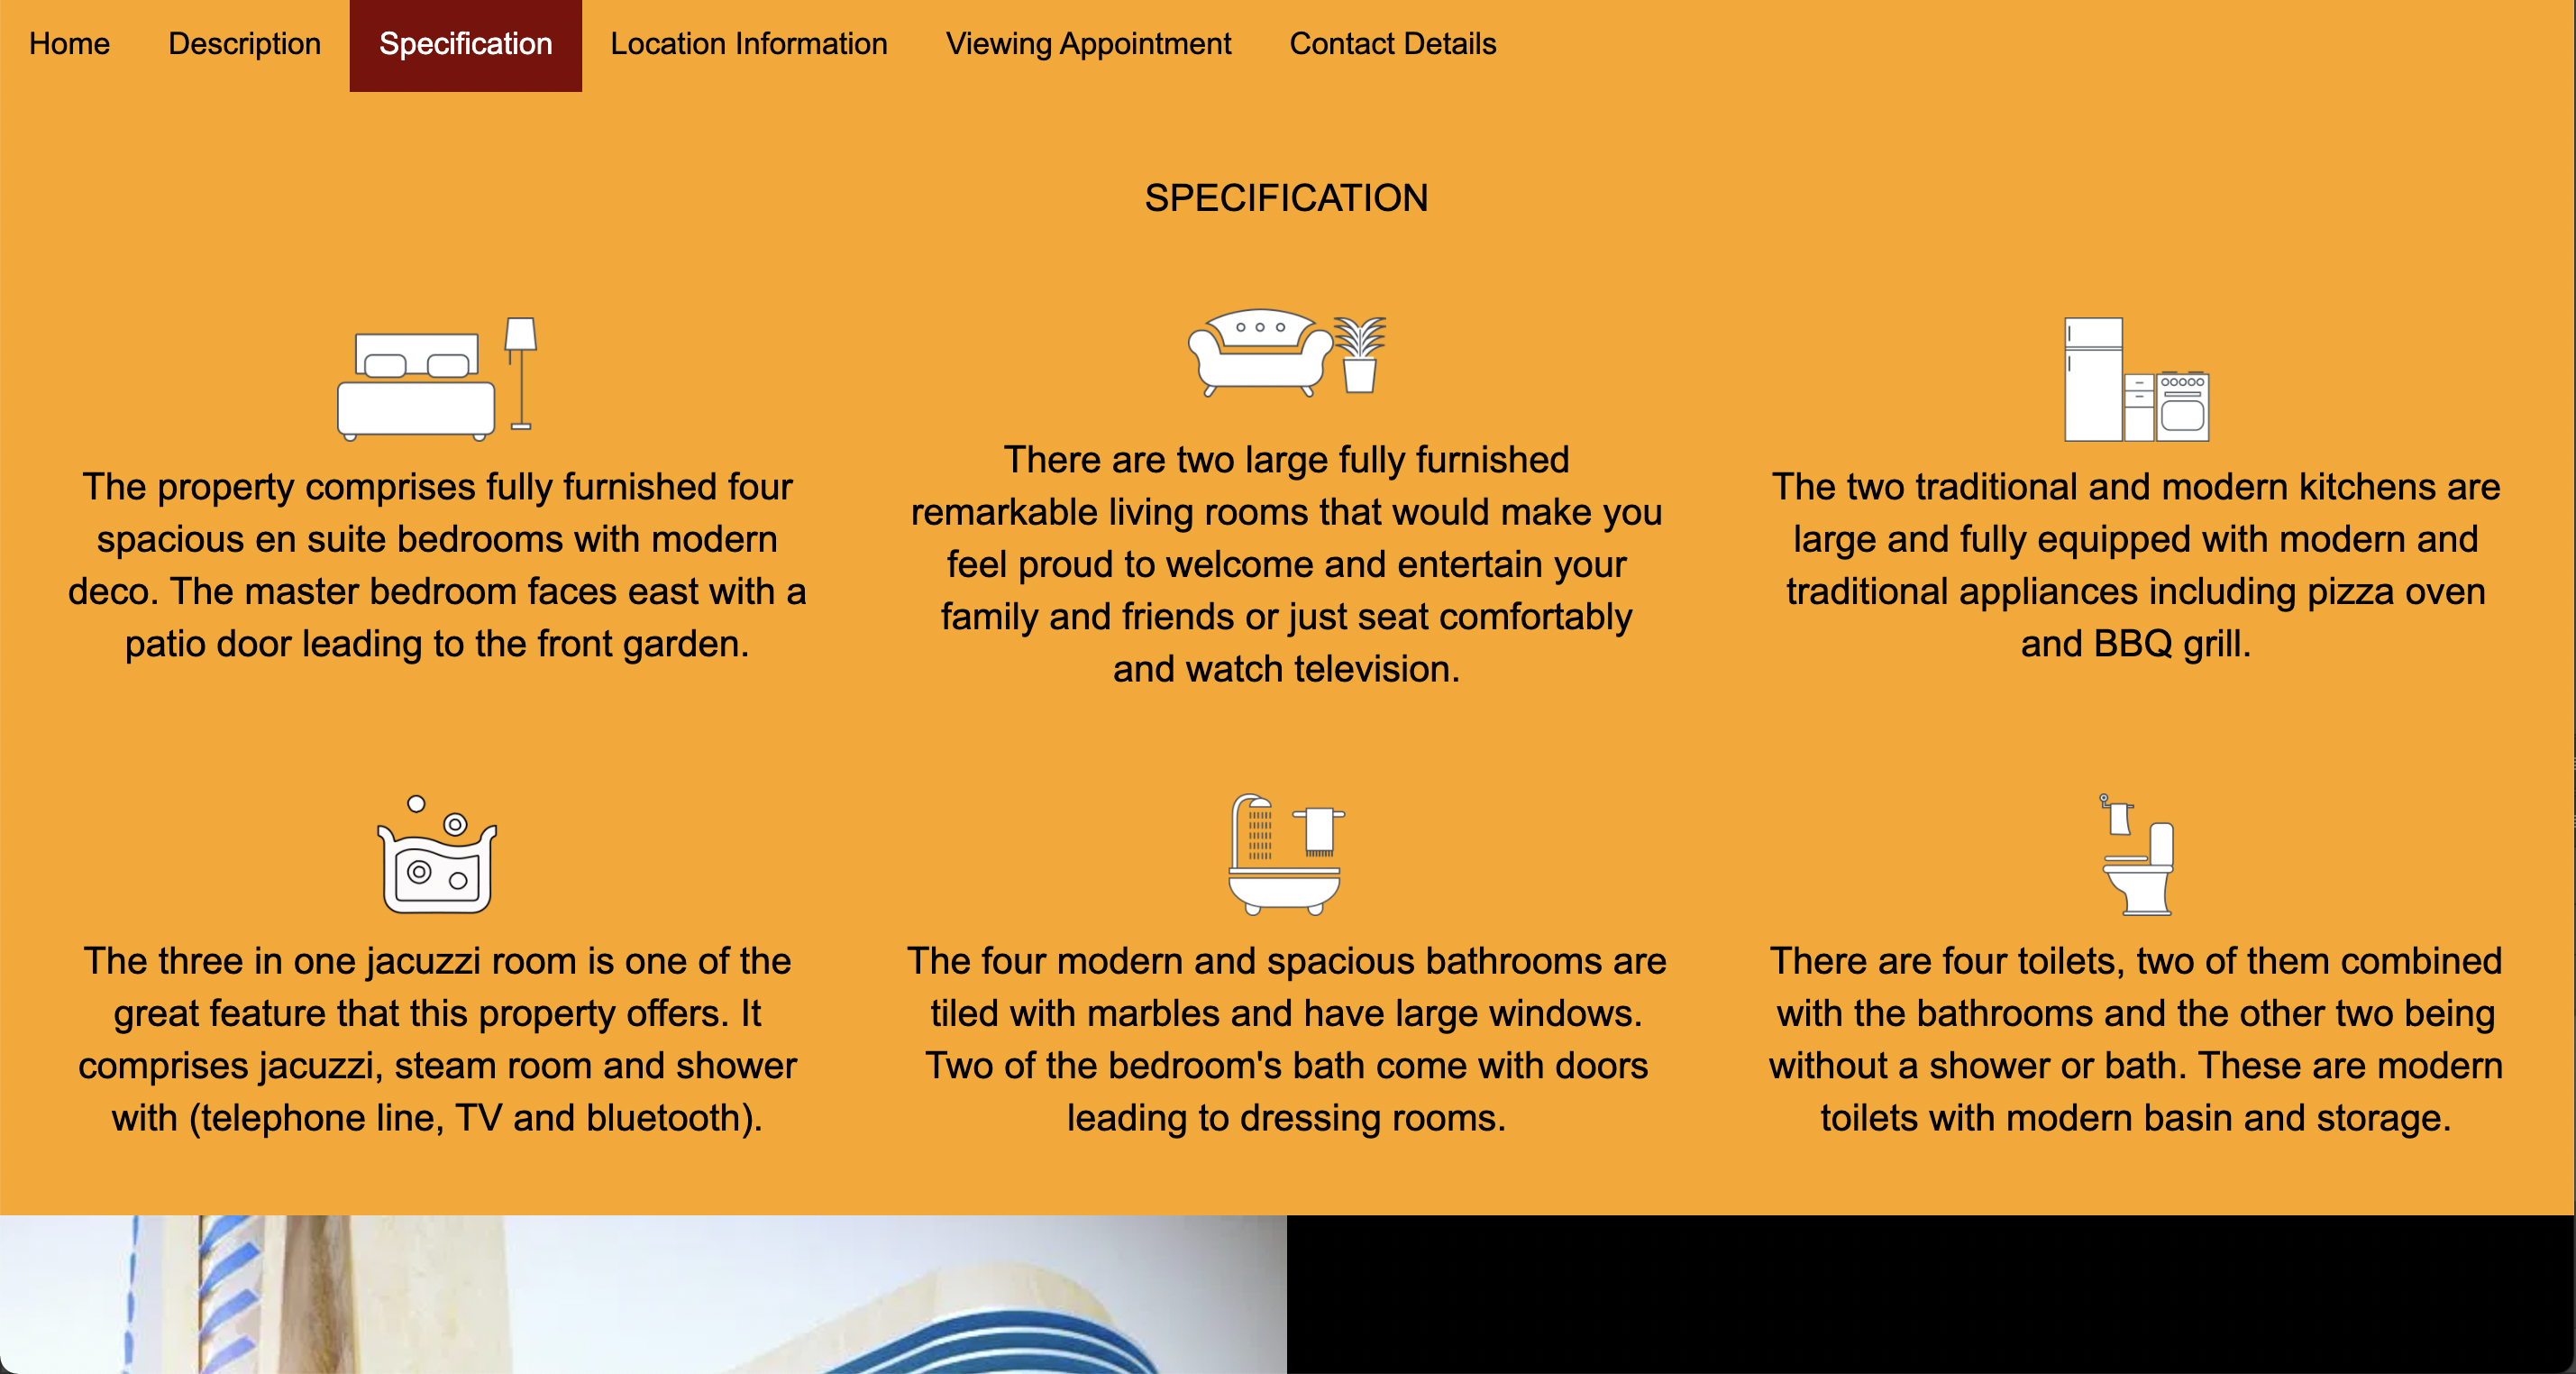 Home Description Specification Location Information Viewing Appointment Contact Details
SPECIFICATION
The property comprises fully furnished four
spacious en suite bedrooms with modern
deco. The master bedroom faces east with a
patio door leading to the front garden.
There are two large fully furnished
remarkable living rooms that would make you
feel proud to welcome and entertain your
family and friends or just seat comfortably
and watch television.
The two traditional and modern kitchens are
large and fully equipped with modern and
traditional appliances including pizza oven
and BBQ grill.
The three in one jacuzzi room is one of the
great feature that this property offers. It
comprises jacuzzi, steam room and shower
with (telephone line, TV and bluetooth).
The four modern and spacious bathrooms are
tiled with marbles and have large windows.
Two of the bedroom's bath come with doors
leading to dressing rooms.
There are four toilets, two of them combined
with the bathrooms and the other two being
without a shower or bath. These are modern
toilets with modern basin and storage.